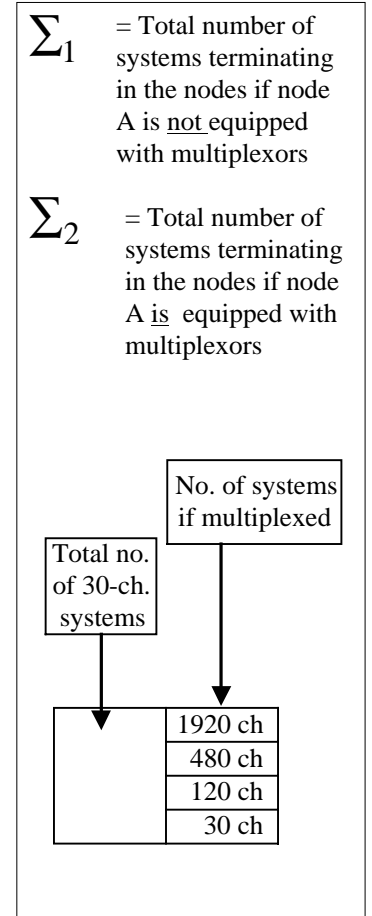 Σ1 = Total number of
systems terminating
in the nodes if node
A is not equipped
with multiplexors
Σ2 = Total number of
systems terminating
in the nodes if node
A is equipped with
multiplexors
No. of systems
if multiplexed
Total no.
of 30-ch.
systems
1920 ch
480 ch
120 ch
30 ch